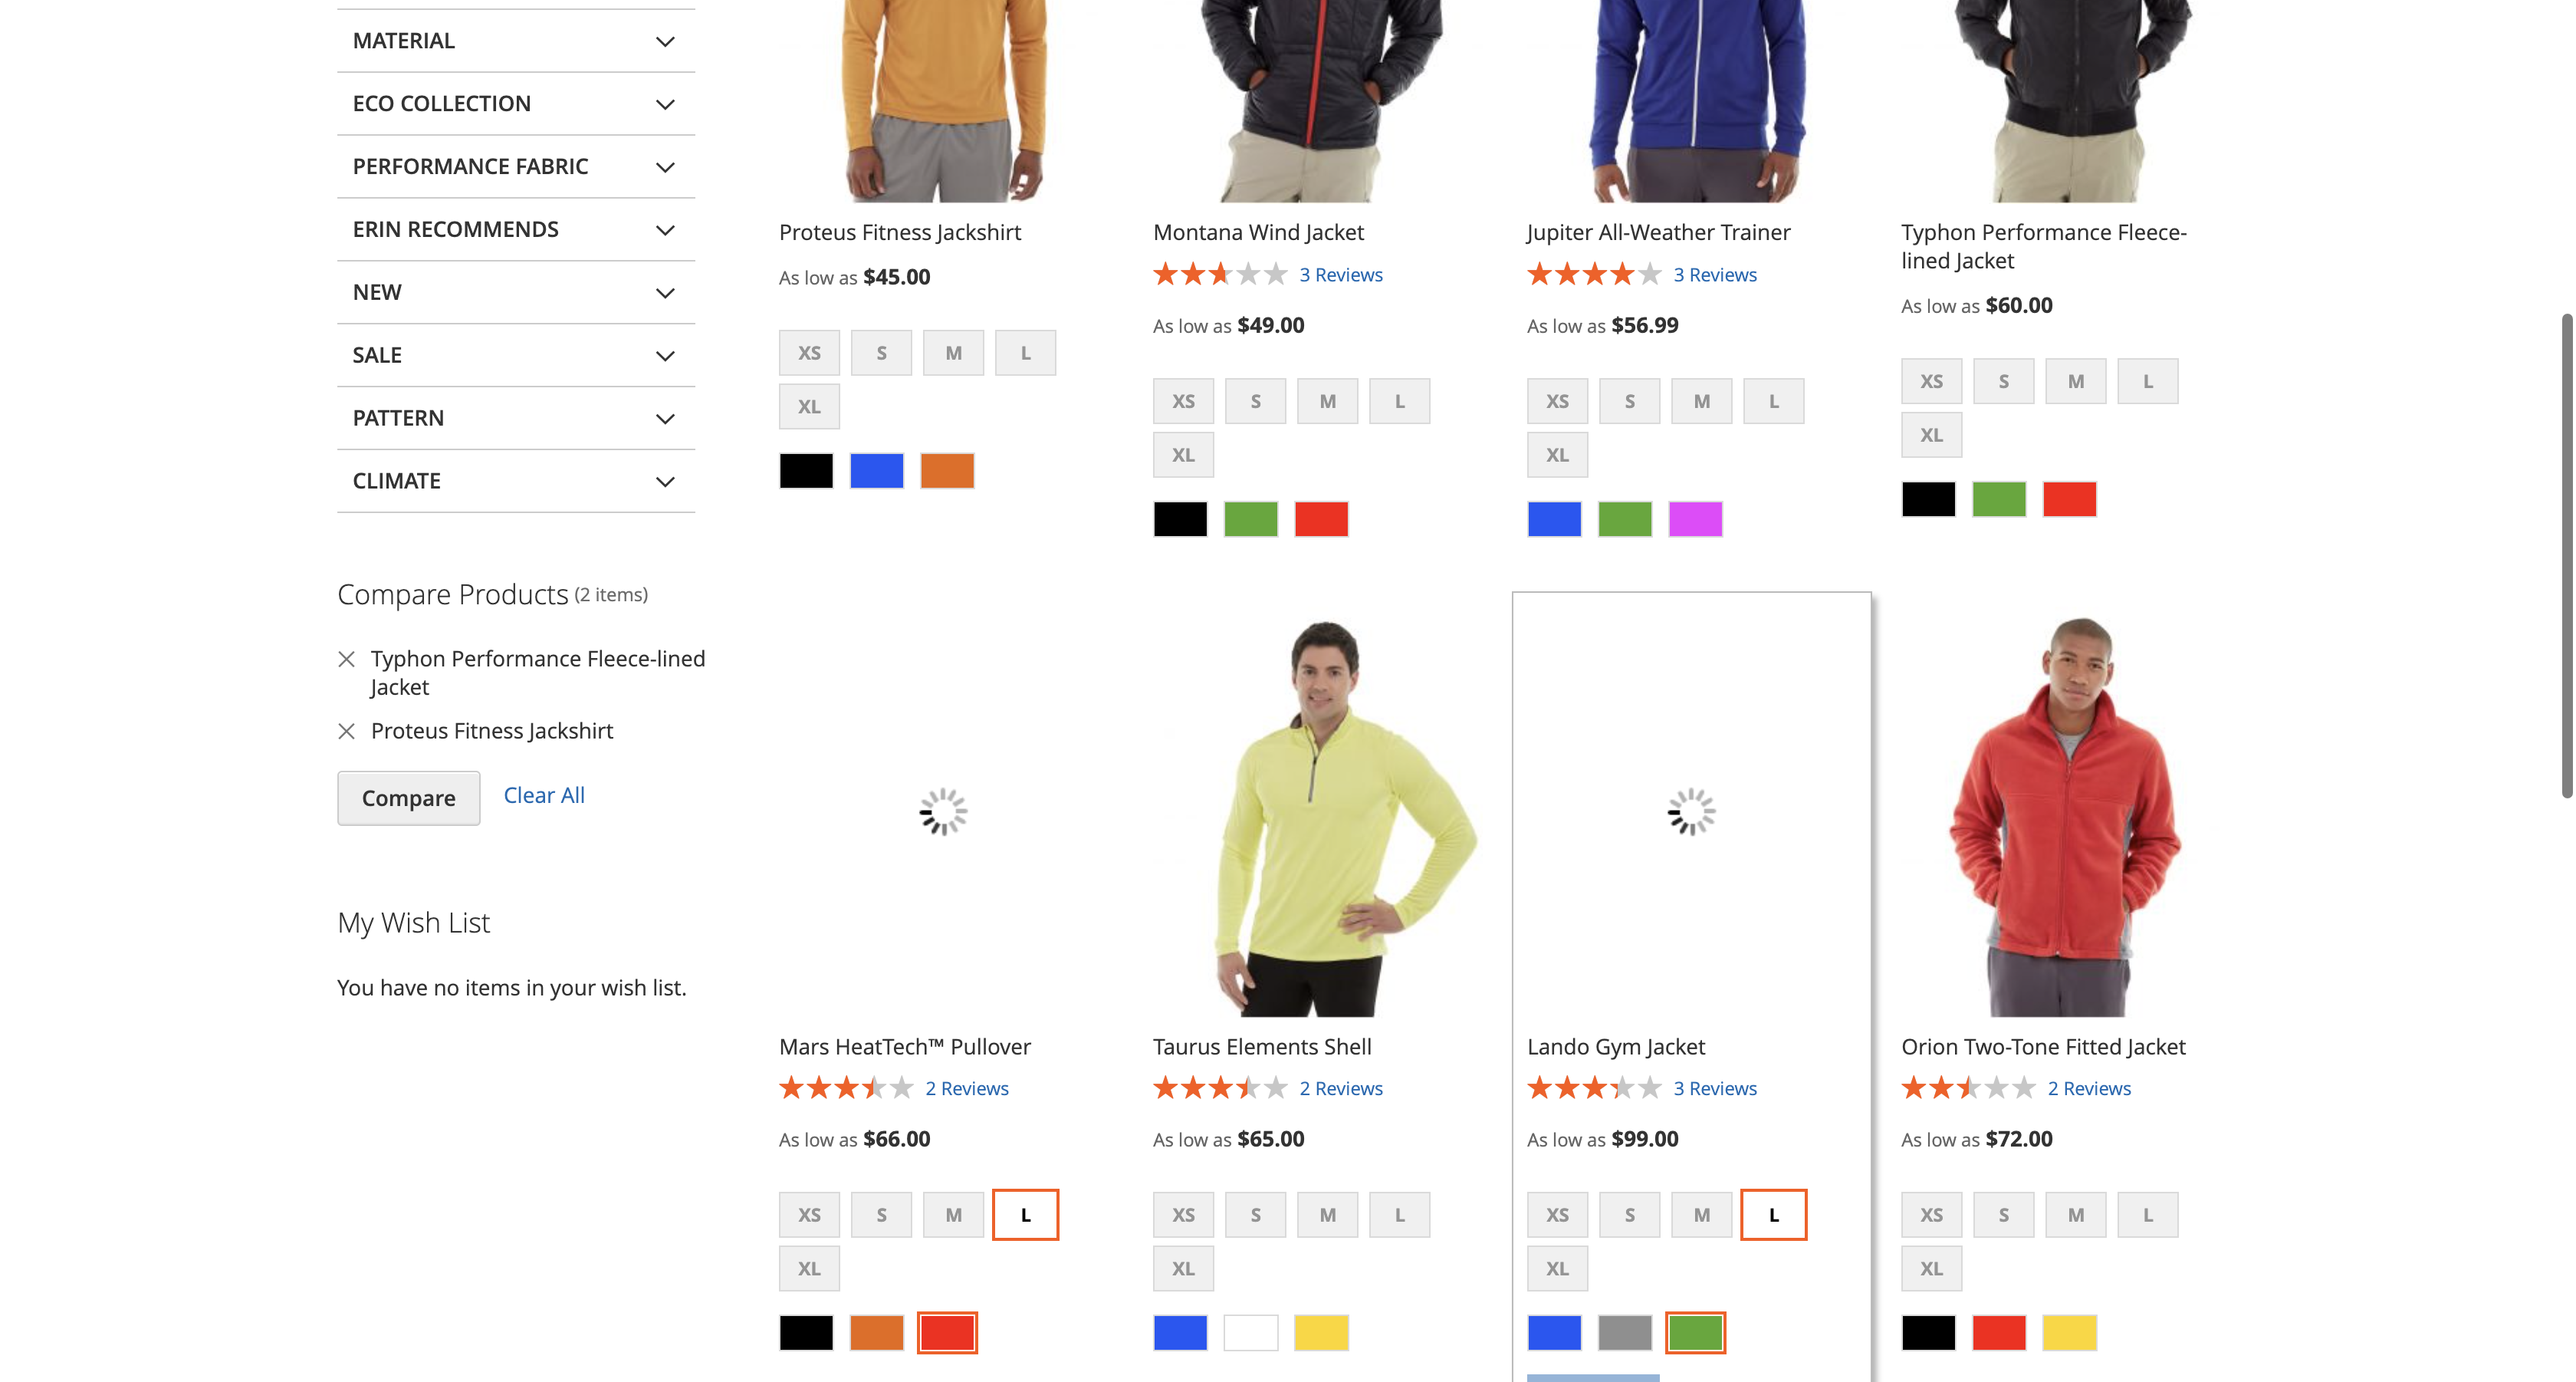 MATERIAL
ECO COLLECTION
PERFORMANCE FABRIC
ERIN RECOMMENDS
NEW
SALE
PATTERN
CLIMATE
Compare Products (2 items)
Typhon Performance Fleece-lined
Jacket
Proteus Fitness Jackshirt
Compare Clear All
My Wish List
You have no items in your wish list.
Proteus Fitness Jackshirt
As low as $45.00
XS S M L
XL
Montana Wind Jacket
3 Reviews
As low as $49.00
XS S M L
XL
Jupiter All-Weather Trainer
3 Reviews
As low as $56.99
XS S M L
XL
Typhon Performance Fleece-
lined Jacket
As low as $60.00
XS S M L
XL
Mars HeatTech™ Pullover
2 Reviews
As low as $66.00
XS S M L
XL
Taurus Elements Shell
2 Reviews
As low as $65.00
XS S M L
XL
Lando Gym Jacket
3 Reviews
As low as $99.00
XS S M L
XL
Orion Two-Tone Fitted Jacket
2 Reviews
As low as $72.00
XS S M L
XL